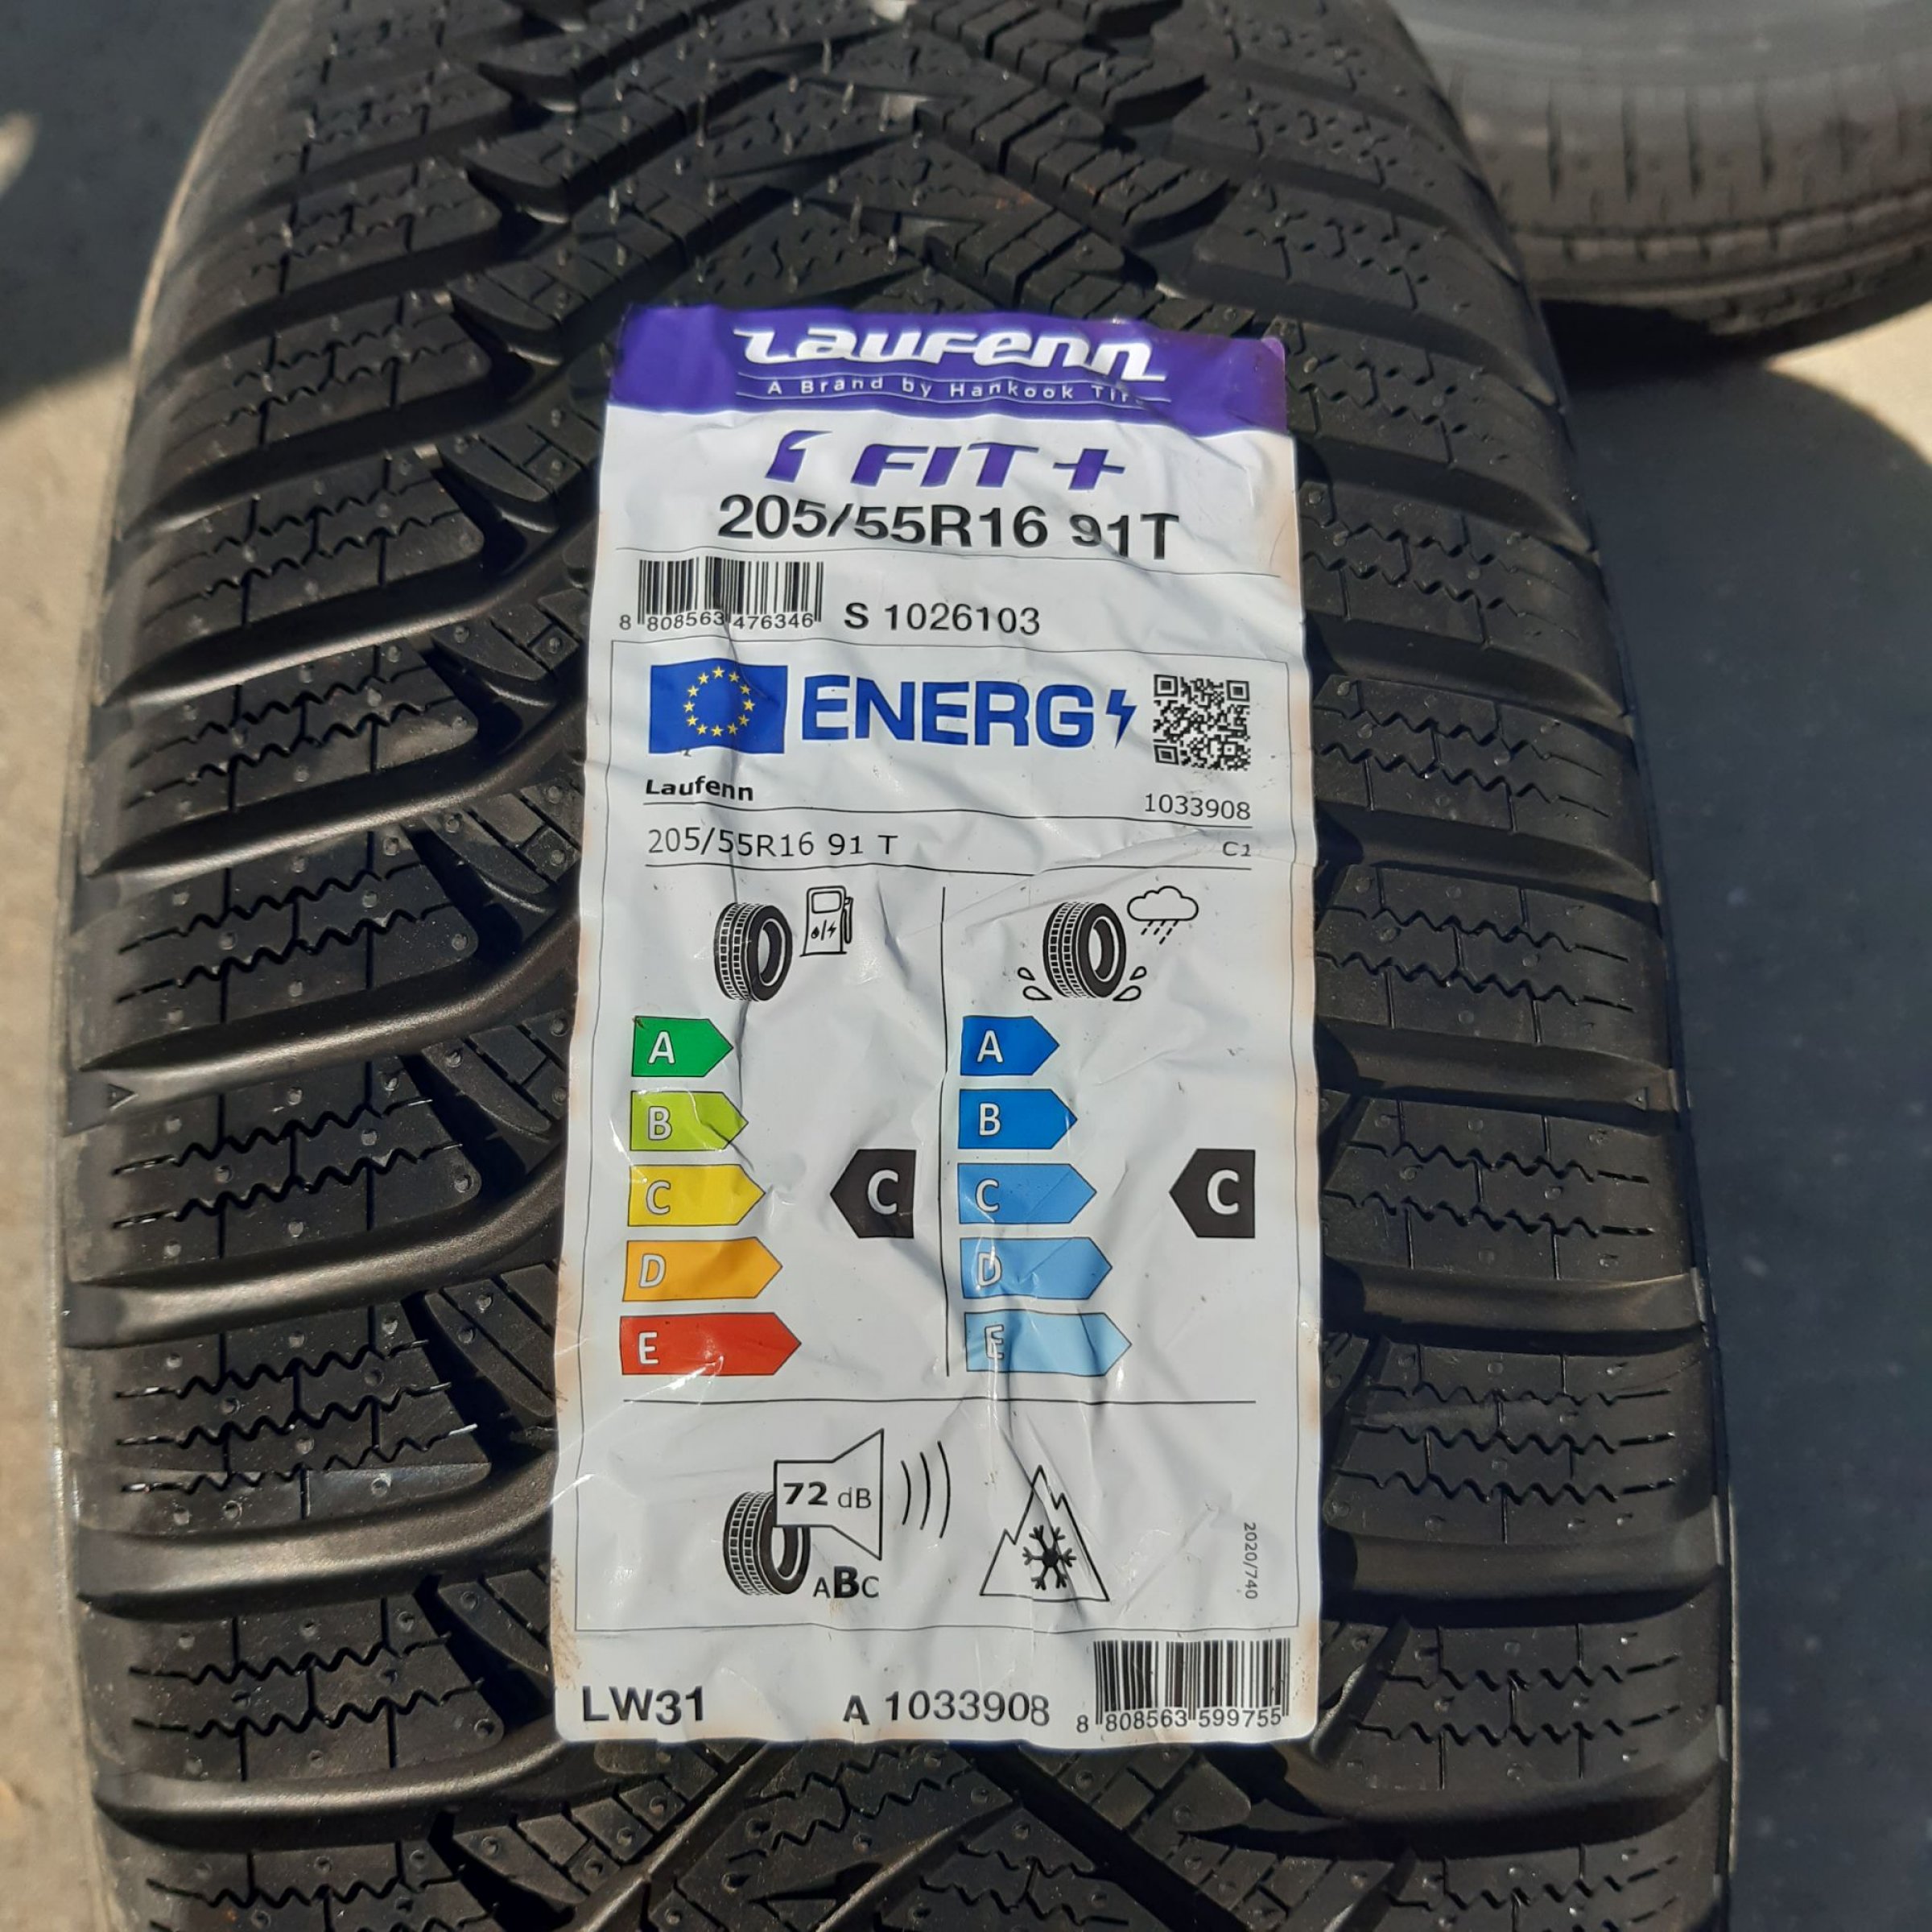 Laufenn
A Brand by Hankook Tire
i FIT+
205/55R16 91T
8 808563 476346 S 1026103
ENERG
Laufenn
1033908
205/55R16 91 T
C1
A A
B B
C C C C
D D
E E
72 dB
ABC
2020/740
LW31 A 1033908 8 808563 599755